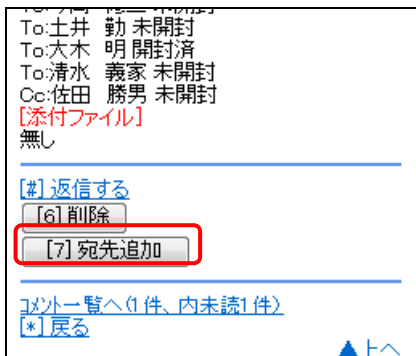 To:土井　勤 未開封
To:大木　明 開封済
To:清水　義家 未開封
Cc:佐田　勝男 未開封
[添付ファイル]
無し
[#] 返信する
[6] 削除
[7] 宛先追加
ｺﾒﾝﾄ一覧へ(1件、内未読1件)
[*] 戻る
▲上へ